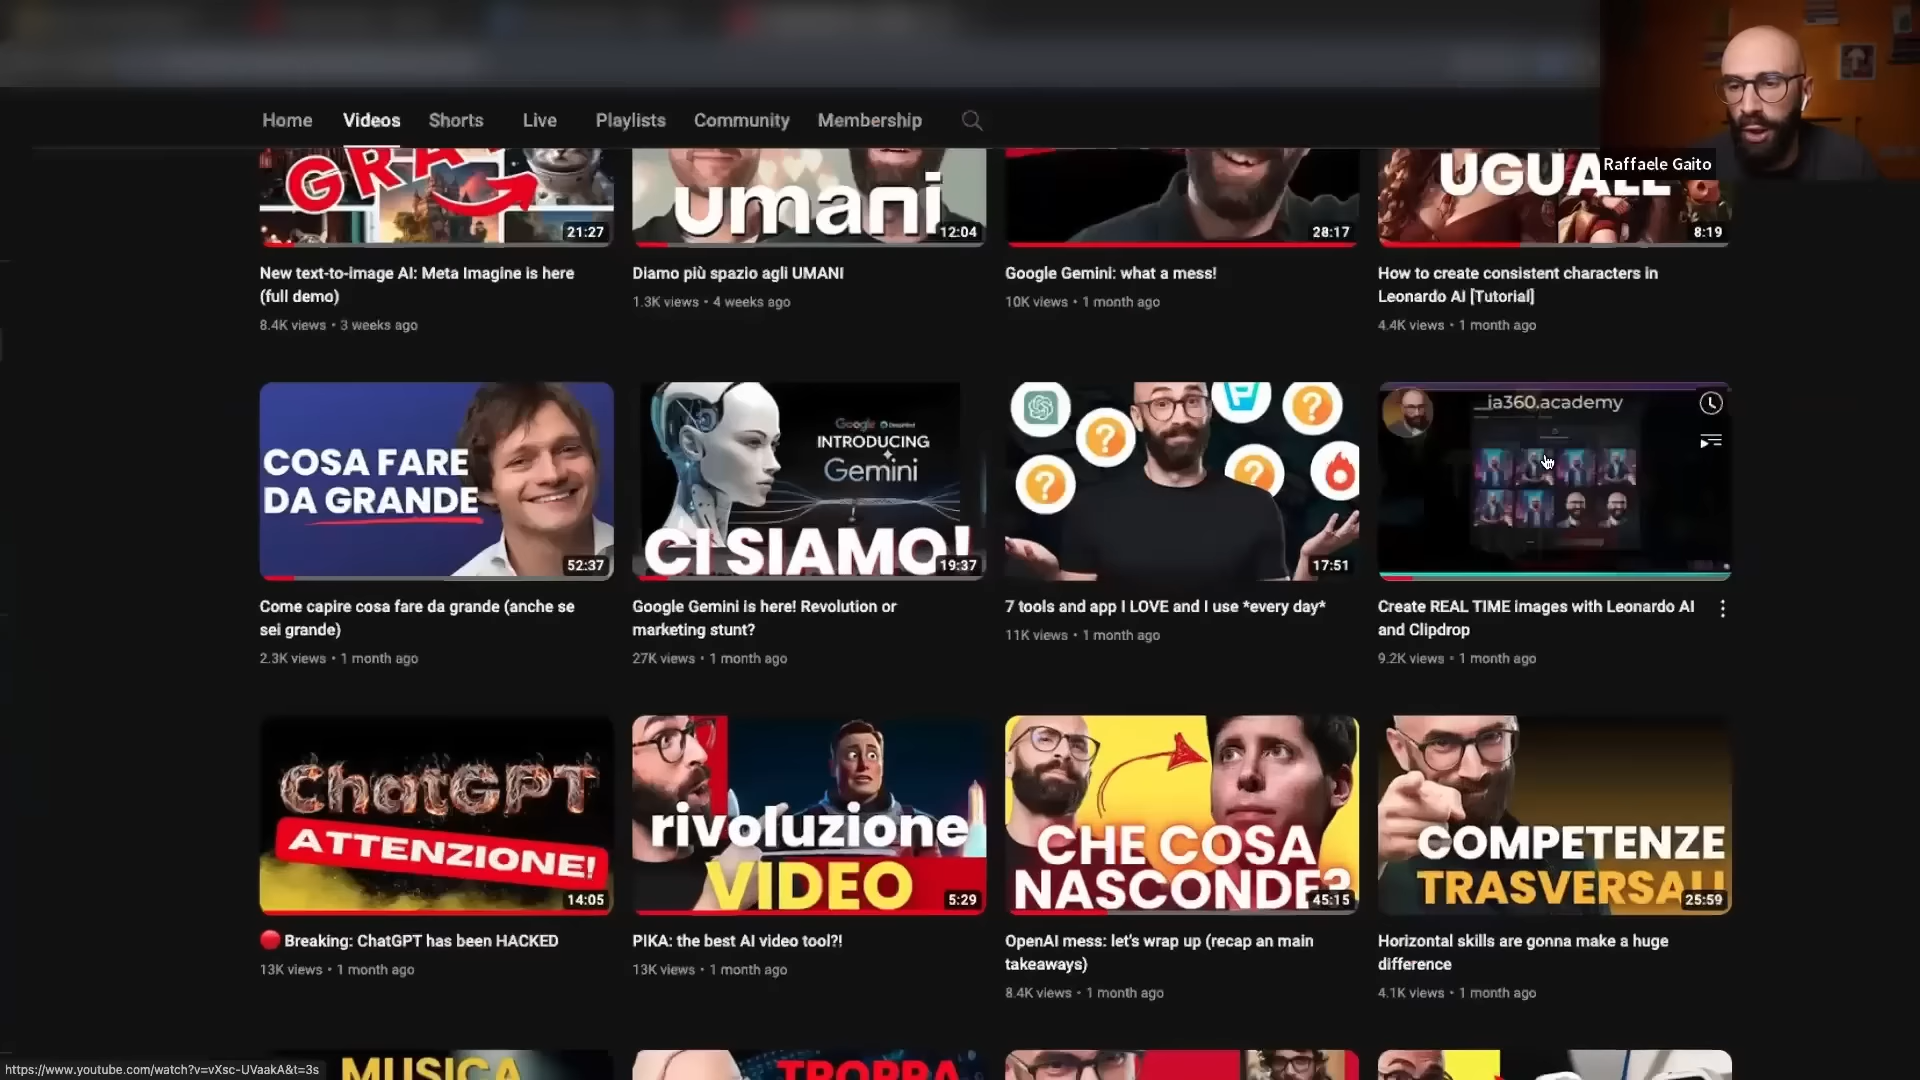 Home Videos Shorts Live Playlists Community Membership
Raffaele Gaito
21:27
umani
12:04
28:17
UGUALE
8:19
New text-to-image AI: Meta Imagine is here
(full demo)
8.4K views • 3 weeks ago
Diamo più spazio agli UMANI
1.3K views • 4 weeks ago
Google Gemini: what a mess!
10K views • 1 month ago
How to create consistent characters in
Leonardo AI [Tutorial]
4.4K views • 1 month ago
COSA FARE
DA GRANDE
52:37
Google DeepMind
INTRODUCING
Gemini
CI SIAMO!
19:37
17:51
ia360.academy
Come capire cosa fare da grande (anche se
sei grande)
2.3K views • 1 month ago
Google Gemini is here! Revolution or
marketing stunt?
27K views • 1 month ago
7 tools and app I LOVE and I use *every day*
11K views • 1 month ago
Create REAL TIME images with Leonardo AI
and Clipdrop
9.2K views • 1 month ago
ChatGPT
ATTENZIONE!
14:05
rivoluzione
VIDEO
5:29
CHE COSA
NASCONDE?
45:15
COMPETENZE
TRASVERSALI
25:59
Breaking: ChatGPT has been HACKED
13K views • 1 month ago
PIKA: the best AI video tool?!
13K views • 1 month ago
OpenAI mess: let's wrap up (recap an main
takeaways)
8.4K views • 1 month ago
Horizontal skills are gonna make a huge
difference
4.1K views • 1 month ago
MUSICA
TROPPA
https://www.youtube.com/watch?v=vXsc-UVaakA&t=3s